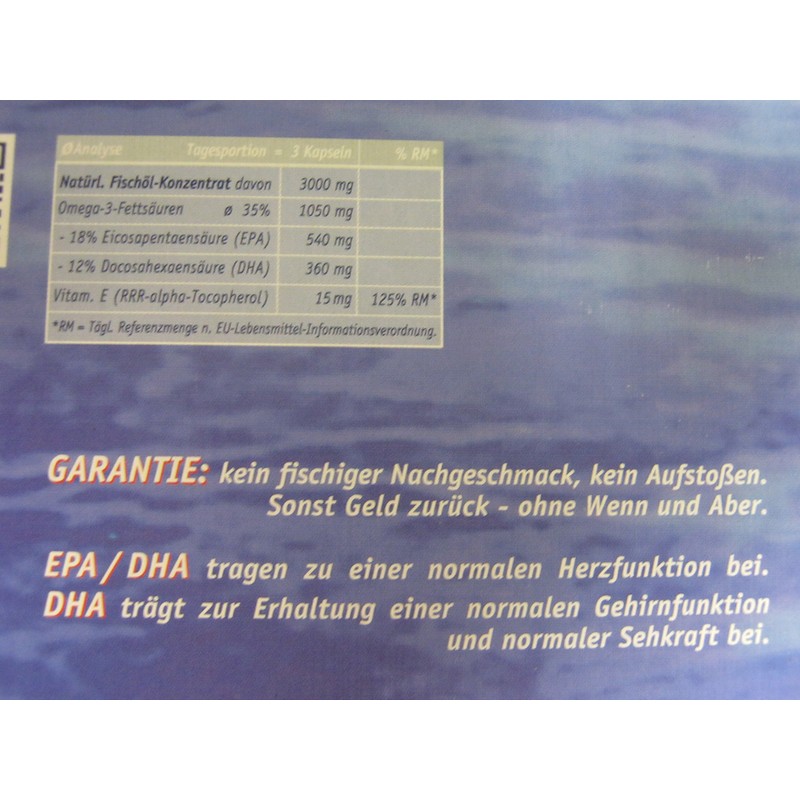 ØAnalyse Tagesportion = 3 Kapseln % RM*
Natürl. Fischöl-Konzentrat davon 3000 mg
Omega-3-Fettsäuren ø 35% 1050 mg
- 18% Eicosapentaensäure (EPA) 540 mg
- 12% Docosahexaensäure (DHA) 360 mg
Vitam. E (RRR-alpha-Tocopherol) 15 mg 125% RM*
*RM = Tägl. Referenzmenge n. EU-Lebensmittel-Informationsverordnung.
GARANTIE: kein fischiger Nachgeschmack, kein Aufstoßen.
Sonst Geld zurück - ohne Wenn und Aber.
EPA / DHA tragen zu einer normalen Herzfunktion bei.
DHA trägt zur Erhaltung einer normalen Gehirnfunktion
und normaler Sehkraft bei.